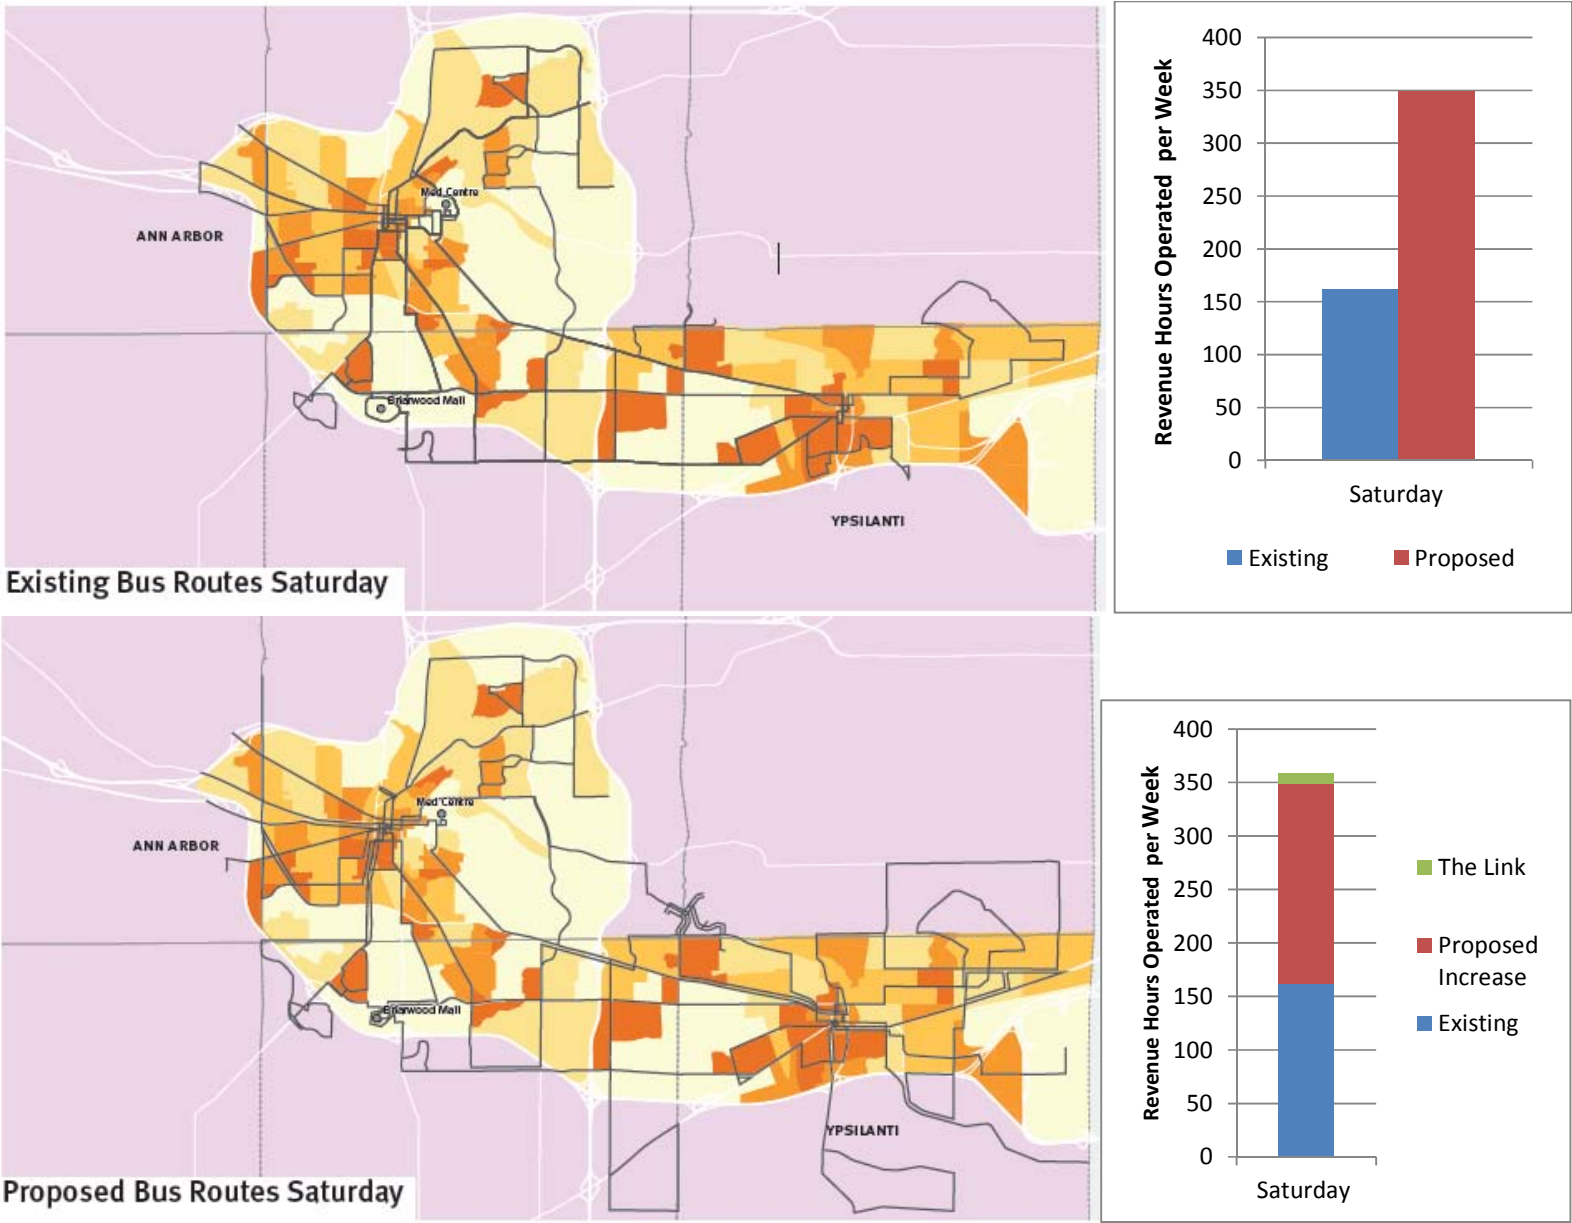 Med Centre
ANN ARBOR
Briarwood Mall
YPSILANTI
Existing Bus Routes Saturday
Revenue Hours Operated per Week
400
350
300
250
200
150
100
50
0
Saturday
Existing
Proposed
Med Centre
ANN ARBOR
Briarwood Mall
YPSILANTI
Proposed Bus Routes Saturday
Revenue Hours Operated per Week
400
350
300
250
200
150
100
50
0
Saturday
The Link
Proposed
Increase
Existing